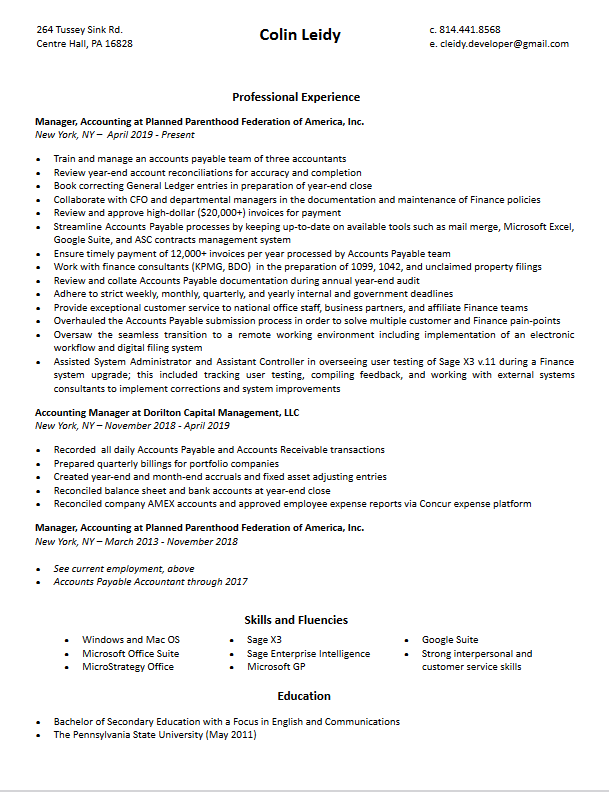 264 Tussey Sink Rd.
Centre Hall, PA 16828
Colin Leidy
c. 814.441.8568
e. cleidy.developer@gmail.com
Professional Experience
Manager, Accounting at Planned Parenthood Federation of America, Inc.
New York, NY – April 2019 - Present
• Train and manage an accounts payable team of three accountants
• Review year-end account reconciliations for accuracy and completion
• Book correcting General Ledger entries in preparation of year-end close
• Collaborate with CFO and departmental managers in the documentation and maintenance of Finance policies
• Review and approve high-dollar ($20,000+) invoices for payment
• Streamline Accounts Payable processes by keeping up-to-date on available tools such as mail merge, Microsoft Excel,
Google Suite, and ASC contracts management system
• Ensure timely payment of 12,000+ invoices per year processed by Accounts Payable team
• Work with finance consultants (KPMG, BDO) in the preparation of 1099, 1042, and unclaimed property filings
• Review and collate Accounts Payable documentation during annual year-end audit
• Adhere to strict weekly, monthly, quarterly, and yearly internal and government deadlines
• Provide exceptional customer service to national office staff, business partners, and affiliate Finance teams
• Overhauled the Accounts Payable submission process in order to solve multiple customer and Finance pain-points
• Oversaw the seamless transition to a remote working environment including implementation of an electronic
workflow and digital filing system
• Assisted System Administrator and Assistant Controller in overseeing user testing of Sage X3 v.11 during a Finance
system upgrade; this included tracking user testing, compiling feedback, and working with external systems
consultants to implement corrections and system improvements
Accounting Manager at Dorilton Capital Management, LLC
New York, NY – November 2018 - April 2019
• Recorded all daily Accounts Payable and Accounts Receivable transactions
• Prepared quarterly billings for portfolio companies
• Created year-end and month-end accruals and fixed asset adjusting entries
• Reconciled balance sheet and bank accounts at year-end close
• Reconciled company AMEX accounts and approved employee expense reports via Concur expense platform
Manager, Accounting at Planned Parenthood Federation of America, Inc.
New York, NY – March 2013 - November 2018
• See current employment, above
• Accounts Payable Accountant through 2017
Skills and Fluencies
• Windows and Mac OS
• Microsoft Office Suite
• MicroStrategy Office
• Sage X3
• Sage Enterprise Intelligence
• Microsoft GP
• Google Suite
• Strong interpersonal and
customer service skills
Education
• Bachelor of Secondary Education with a Focus in English and Communications
• The Pennsylvania State University (May 2011)